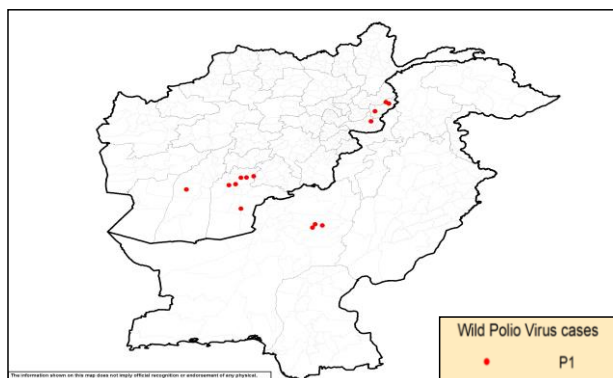 The information shown on this map does not imply official recognition or endorsement of any physical,
Wild Polio Virus cases
P1